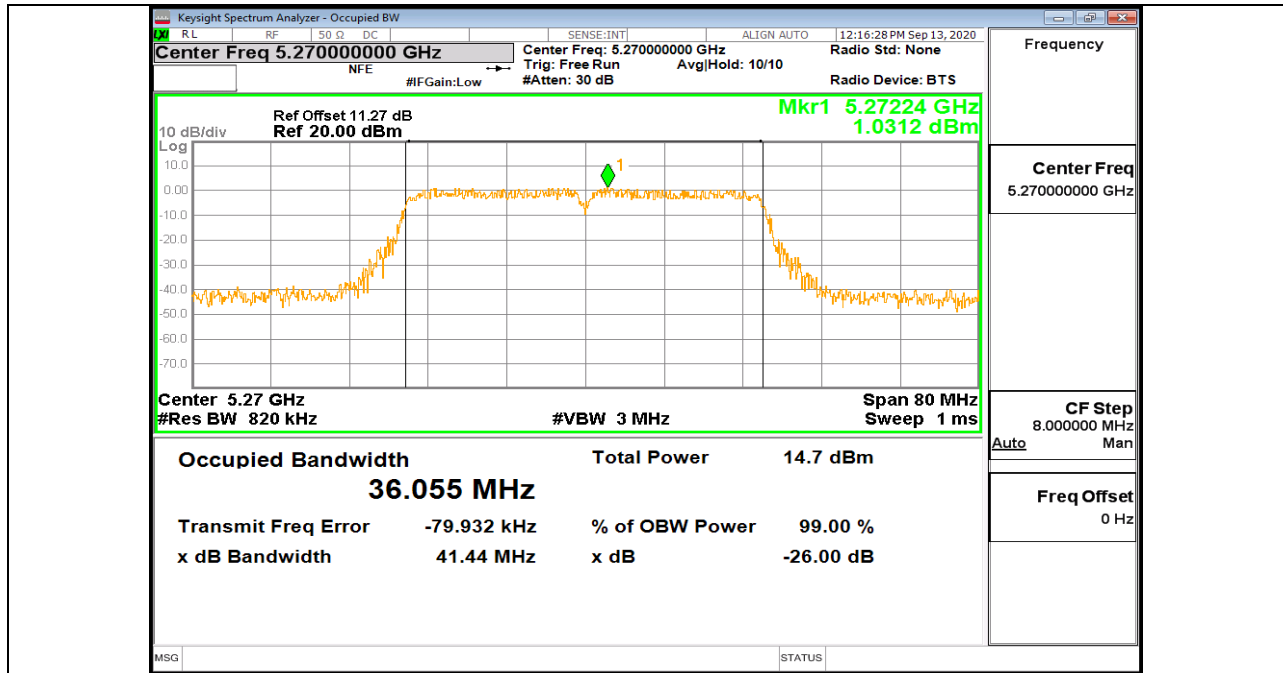 Keysight Spectrum Analyzer - Occupied BW
LXI RL RF 50 Ω DC SENSE:INT ALIGN AUTO 12:16:28 PM Sep 13, 2020
Center Freq 5.270000000 GHz Center Freq: 5.270000000 GHz Radio Std: None
NFE Trig: Free Run Avg|Hold: 10/10
#IFGain:Low #Atten: 30 dB Radio Device: BTS
Frequency
Ref Offset 11.27 dB Mkr1 5.27224 GHz
10 dB/div Ref 20.00 dBm 1.0312 dBm
Log
10.0
1
0.00
-10.0
-20.0
-30.0
-40.0
-50.0
-60.0
-70.0
Center 5.27 GHz Span 80 MHz
#Res BW 820 kHz #VBW 3 MHz Sweep 1 ms
Center Freq
5.270000000 GHz
CF Step
8.000000 MHz
Auto Man
Freq Offset
0 Hz
Occupied Bandwidth Total Power 14.7 dBm
36.055 MHz
Transmit Freq Error -79.932 kHz % of OBW Power 99.00 %
x dB Bandwidth 41.44 MHz x dB -26.00 dB
MSG STATUS